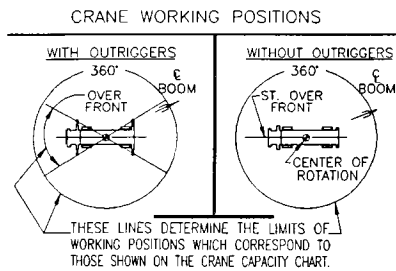 CRANE WORKING POSITIONS
WITH OUTRIGGERS
360°
℄
BOOM
OVER
FRONT
WITHOUT OUTRIGGERS
360°
℄
BOOM
ST. OVER
FRONT
CENTER OF
ROTATION
THESE LINES DETERMINE THE LIMITS OF
WORKING POSITIONS WHICH CORRESPOND TO
THOSE SHOWN ON THE CRANE CAPACITY CHART.